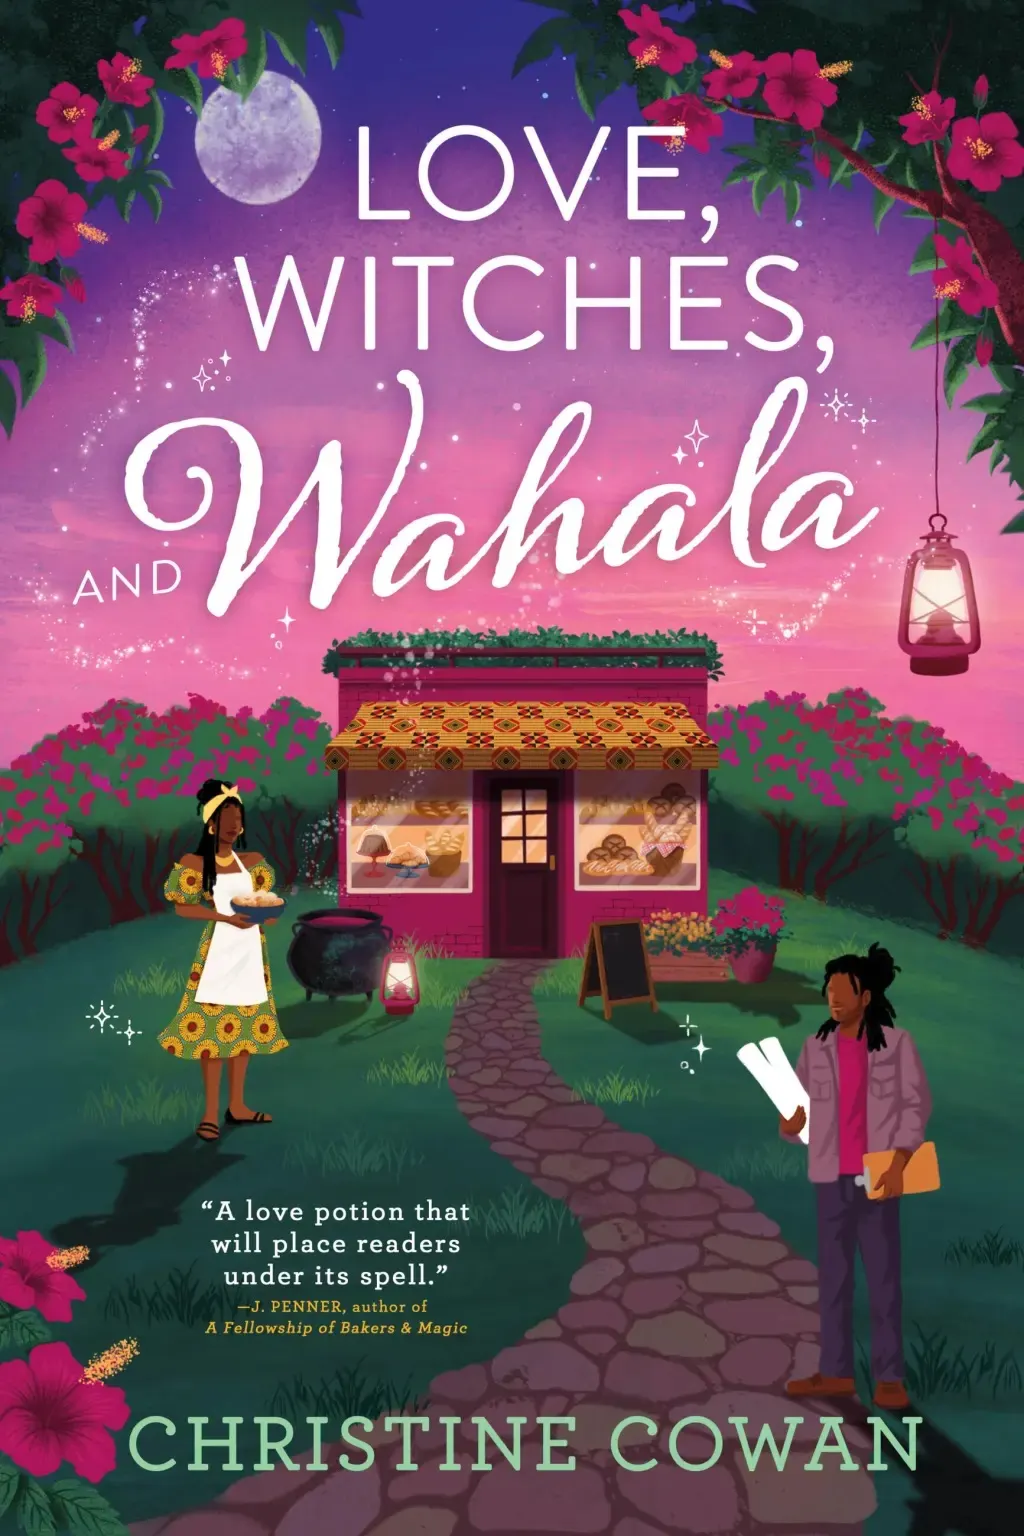 LOVE,
WITCHES,
AND Wahala
“A love potion that
will place readers
under its spell.”
—J. PENNER, author of
A Fellowship of Bakers & Magic
CHRISTINE COWAN